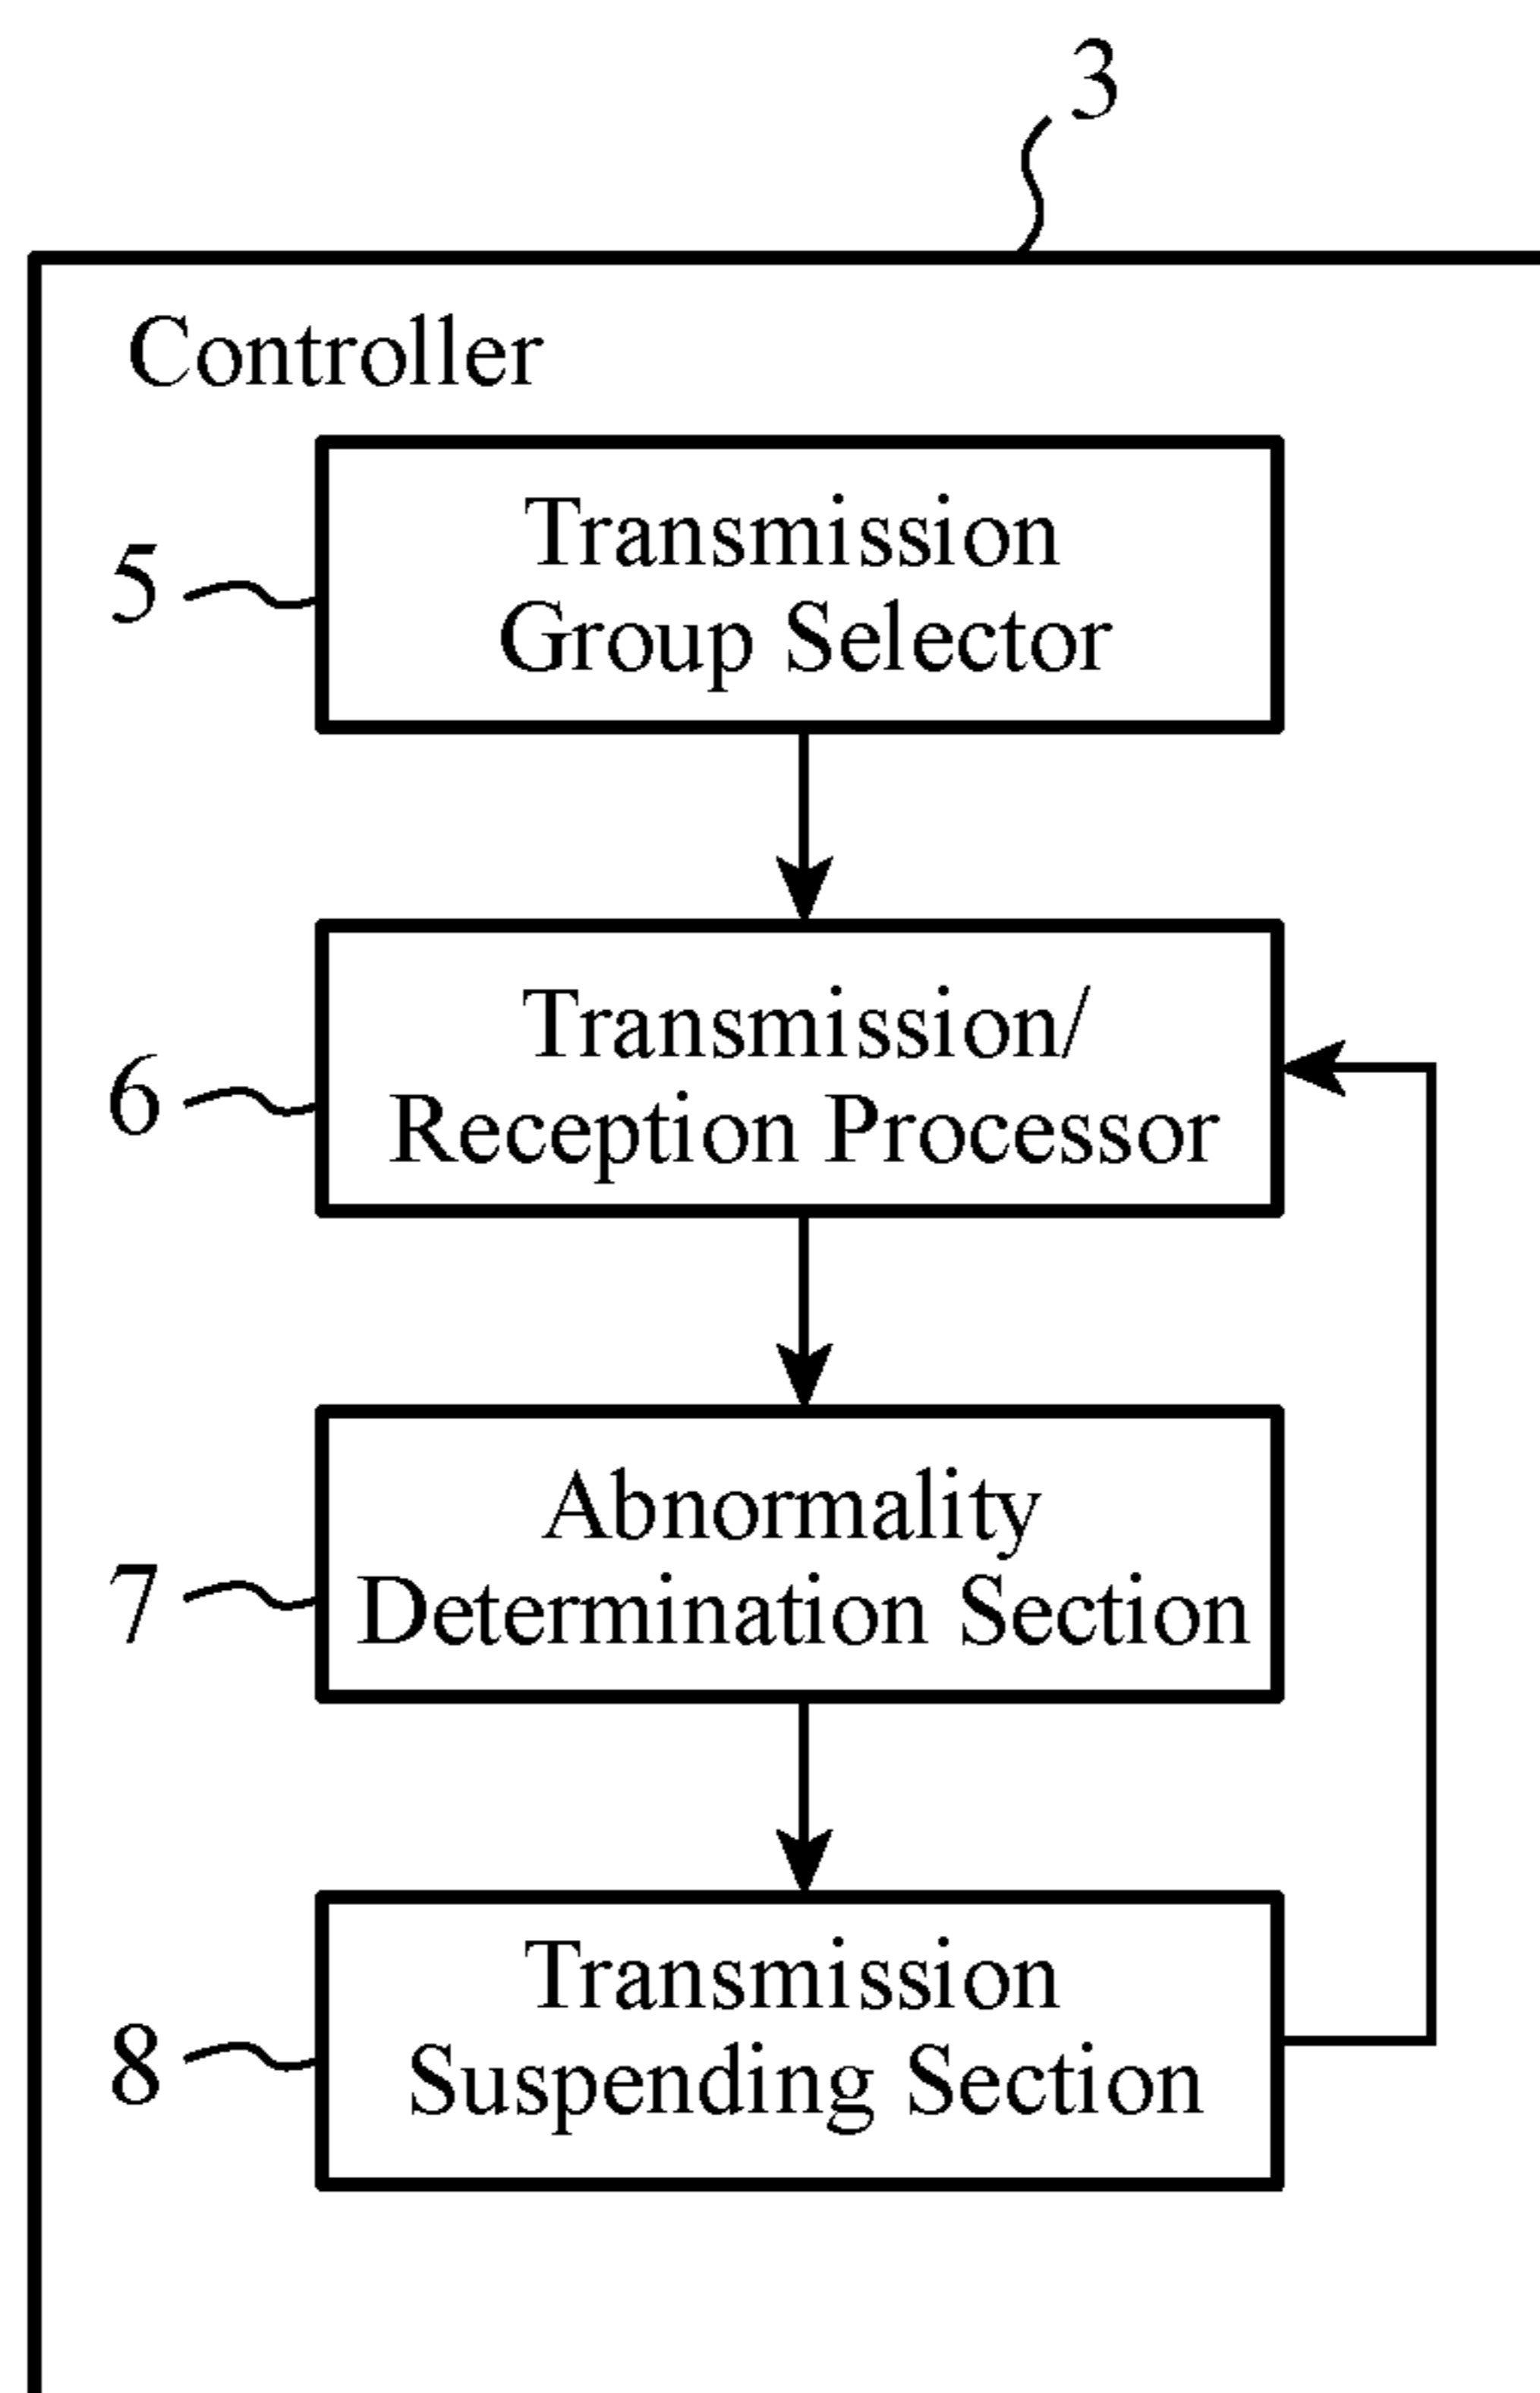 3
Controller
5
Transmission
Group Selector
6
Transmission/
Reception Processor
7
Abnormality
Determination Section
8
Transmission
Suspending Section